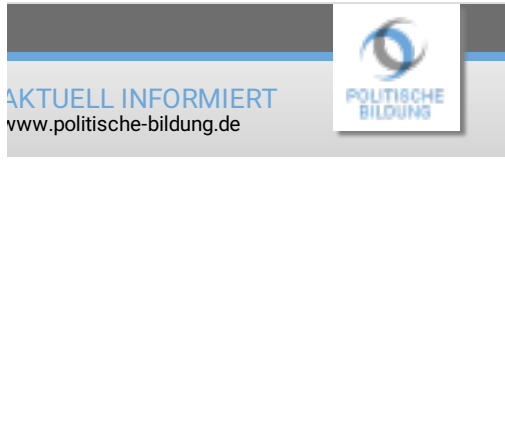 AKTUELL INFORMIERT
www.politische-bildung.de
POLITISCHE
BILDUNG